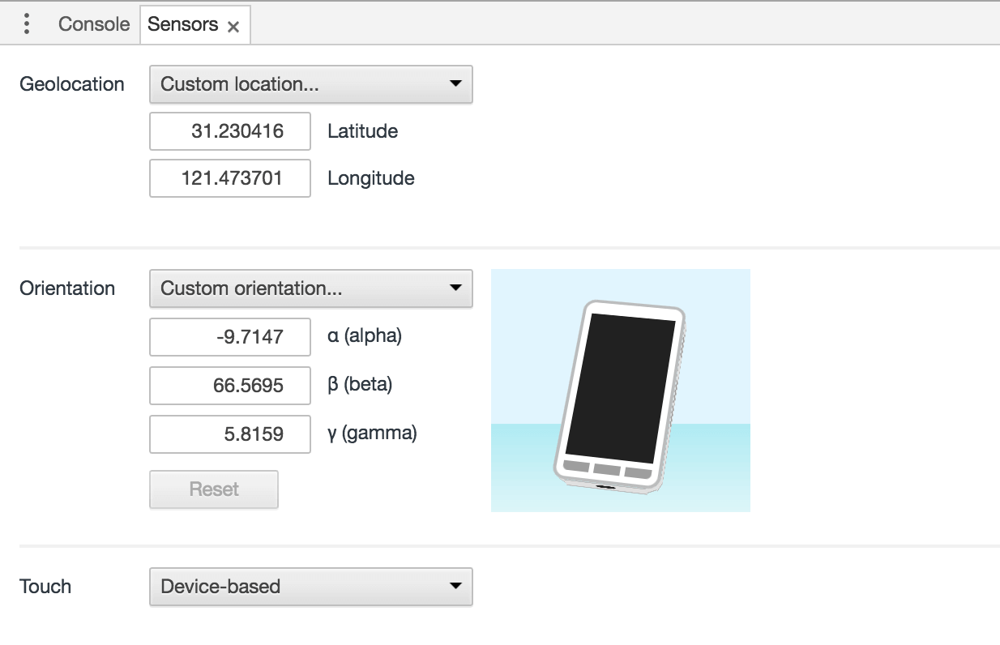 Console Sensors ×
Geolocation Custom location...
31.230416 Latitude
121.473701 Longitude
Orientation Custom orientation...
-9.7147 α (alpha)
66.5695 β (beta)
5.8159 γ (gamma)
Reset
Touch Device-based